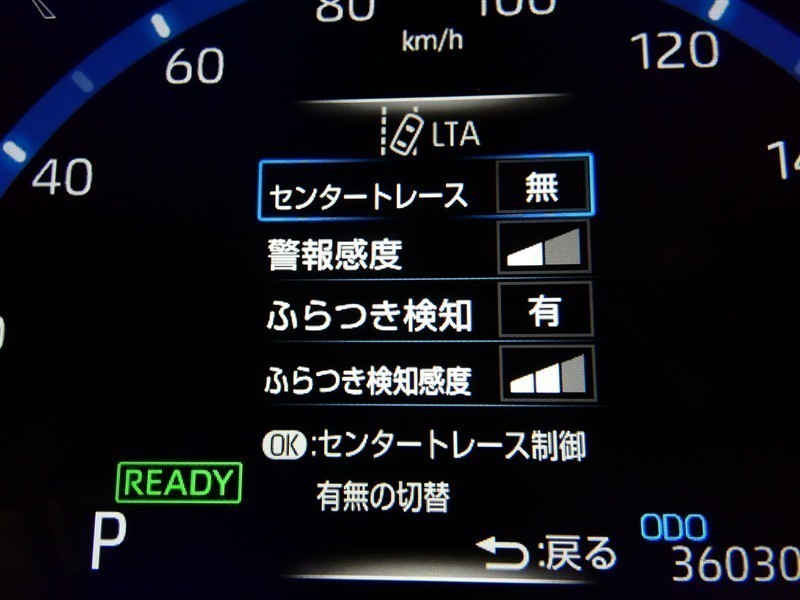 80
100
km/h
60
120
LTA
40
センタートレース 無
警報感度
ふらつき検知 有
ふらつき検知感度
OK:センタートレース制御
有無の切替
READY
P
:戻る
ODO
36030